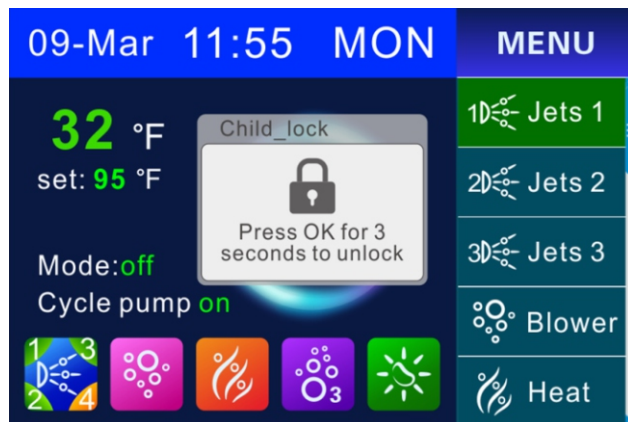 09-Mar 11:55 MON
MENU
32 °F
set: 95 °F
Mode:off
Cycle pump on
Child_lock
Press OK for 3
seconds to unlock
1 3
2 4
3
1 Jets 1
2 Jets 2
3 Jets 3
Blower
Heat